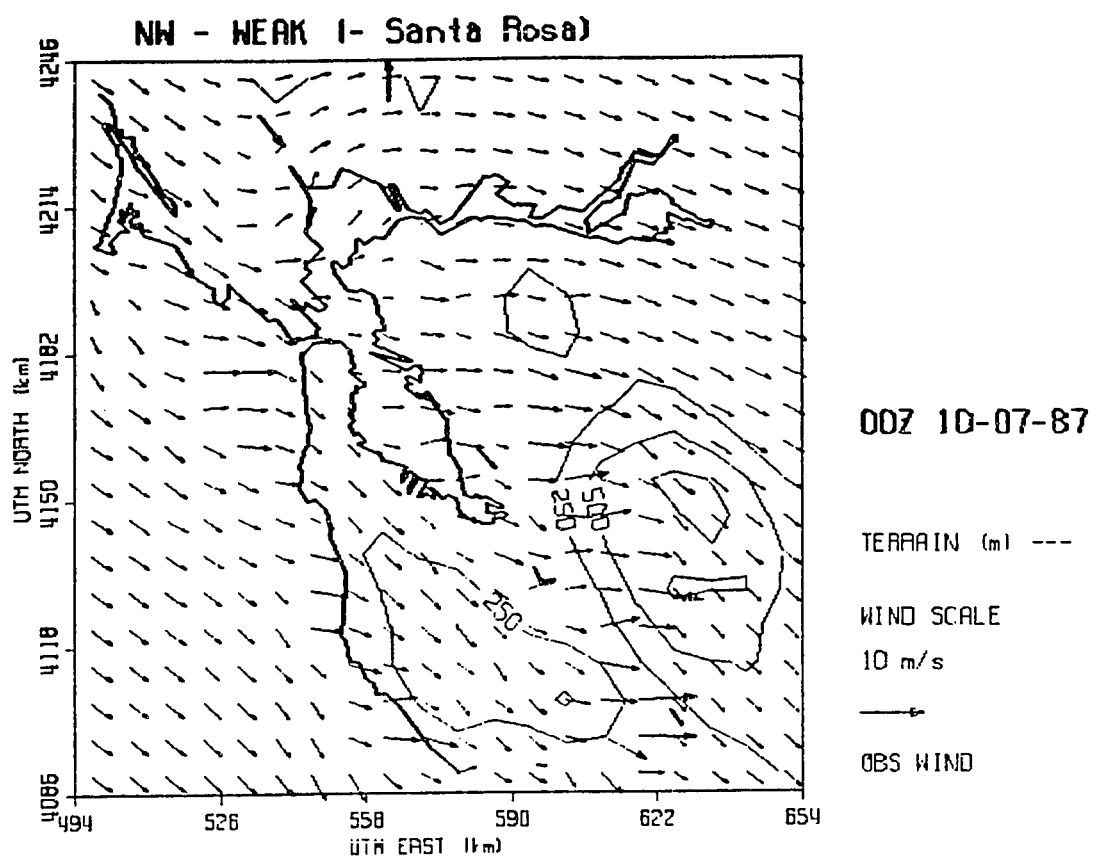 NW - WEAK (- Santa Rosa)
4246
4214
4182
4150
4118
4086
UTM NORTH (km)
250
500
250
494
526
558
590
622
654
UTM EAST (km)
00Z 10-07-87
TERRAIN (m) ---
WIND SCALE
10 m/s
OBS WIND